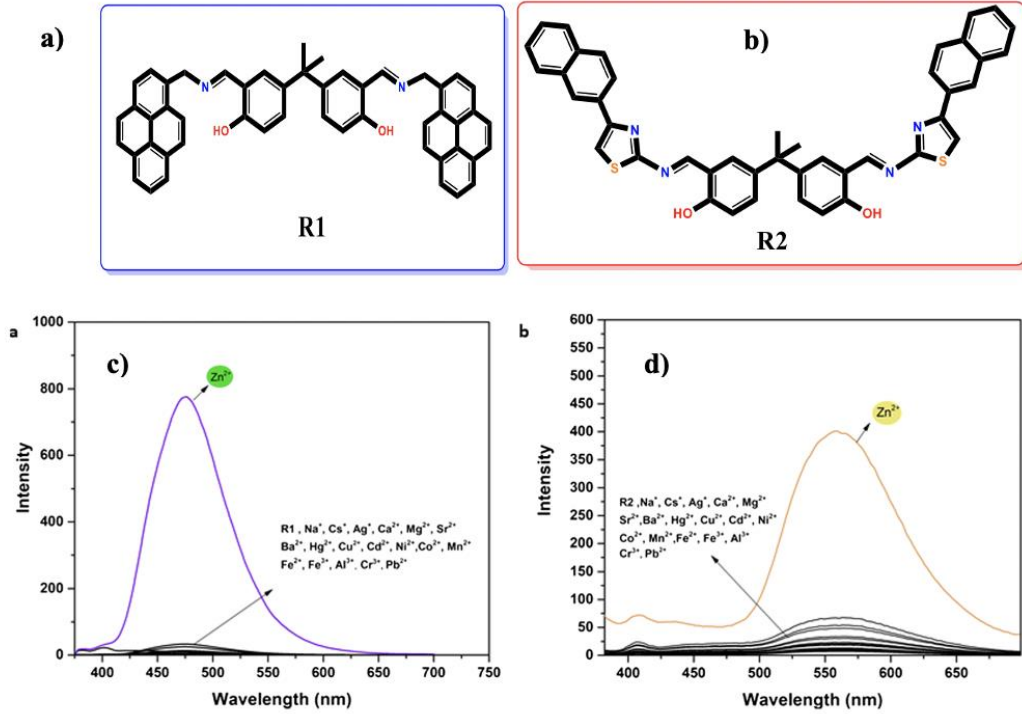 a)
N
N
HO
OH
R1
b)
N
N
S
S
N
N
HO
OH
R2
a
c)
Zn²⁺
R1 , Na⁺, Cs⁺, Ag⁺, Ca²⁺, Mg²⁺, Sr²⁺
Ba²⁺, Hg²⁺, Cu²⁺, Cd²⁺, Ni²⁺,Co²⁺, Mn²⁺
Fe²⁺, Fe³⁺, Al³⁺, Cr³⁺, Pb²⁺
Intensity
1000
800
600
400
200
0
400
450
500
550
600
650
700
750
Wavelength (nm)
b
d)
Zn²⁺
R2 ,Na⁺, Cs⁺, Ag⁺, Ca²⁺, Mg²⁺
Sr²⁺,Ba²⁺, Hg²⁺, Cu²⁺, Cd²⁺, Ni²⁺
Co²⁺, Mn²⁺,Fe²⁺, Fe³⁺, Al³⁺
Cr³⁺, Pb²⁺
Intensity
600
550
500
450
400
350
300
250
200
150
100
50
0
400
450
500
550
600
650
Wavelength (nm)